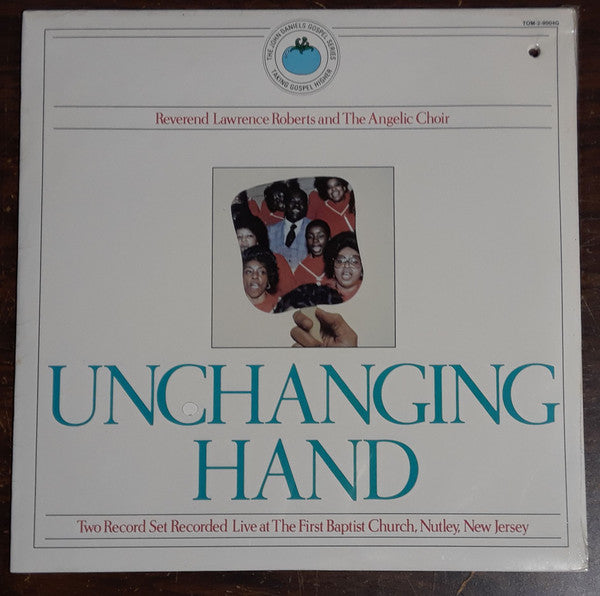 TOM-2-9904G
THE JOHN DANIELS GOSPEL SERIES
TAKING GOSPEL HIGHER
Reverend Lawrence Roberts and The Angelic Choir
UNCHANGING
HAND
Two Record Set Recorded Live at The First Baptist Church, Nutley, New Jersey